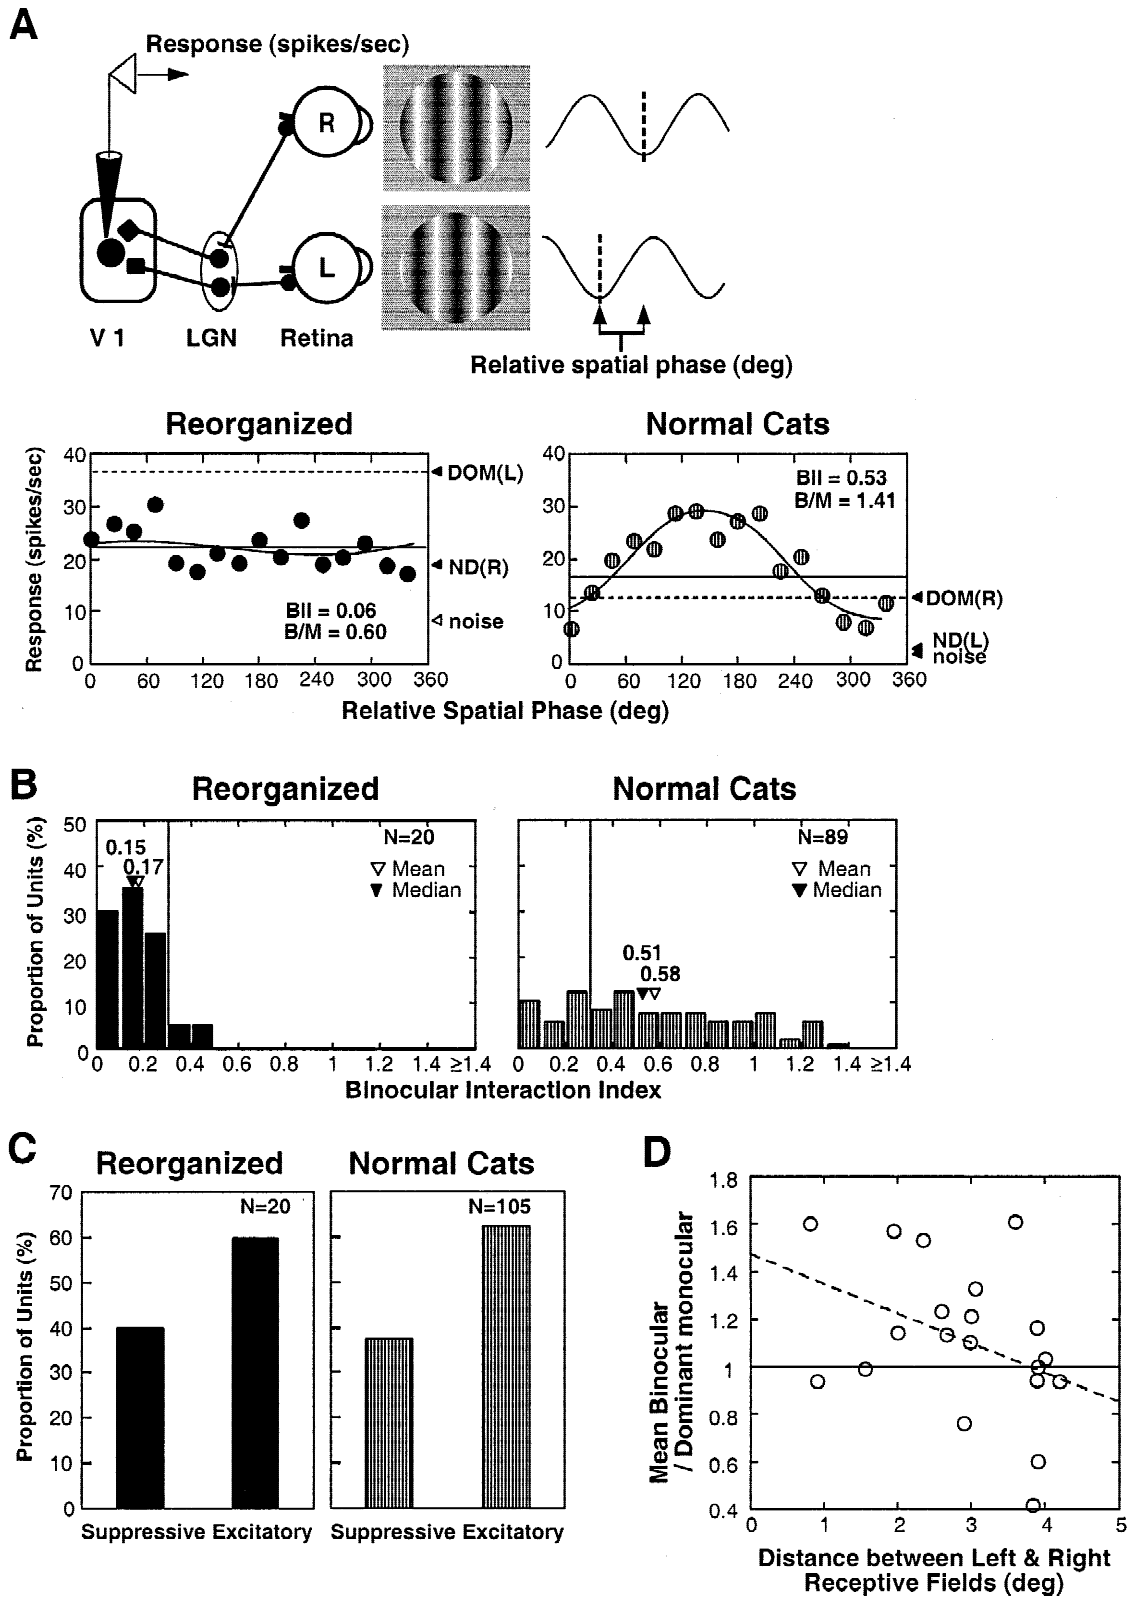 A
Response (spikes/sec)
R
L
V 1 LGN Retina
Relative spatial phase (deg)
Reorganized
Response (spikes/sec)
40
30
20
10
0
0 60 120 180 240 300 360
DOM(L)
ND(R)
noise
BII = 0.06
B/M = 0.60
Normal Cats
40
30
20
10
0
0 60 120 180 240 300 360
BII = 0.53
B/M = 1.41
DOM(R)
ND(L)
noise
Relative Spatial Phase (deg)
B
Reorganized
Proportion of Units (%)
50
40
30
20
10
0
0 0.2 0.4 0.6 0.8 1 1.2 ≥1.4
0.15
0.17
N=20
Mean
Median
Normal Cats
N=89
Mean
Median
0.51
0.58
0 0.2 0.4 0.6 0.8 1 1.2 1.4 ≥1.4
Binocular Interaction Index
C
Reorganized
Proportion of Units (%)
70
60
50
40
30
20
10
0
N=20
Suppressive Excitatory
Normal Cats
N=105
Suppressive Excitatory
D
Mean Binocular
/ Dominant monocular
1.8
1.6
1.4
1.2
1
0.8
0.6
0.4
0 1 2 3 4 5
Distance between Left & Right
Receptive Fields (deg)